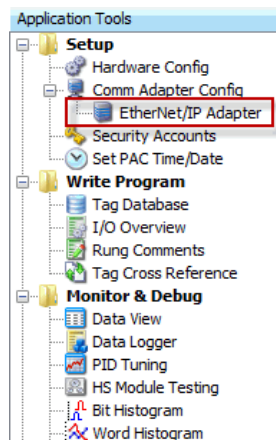 Application Tools
Setup
Hardware Config
Comm Adapter Config
EtherNet/IP Adapter
Security Accounts
Set PAC Time/Date
Write Program
Tag Database
I/O Overview
Rung Comments
Tag Cross Reference
Monitor & Debug
Data View
Data Logger
PID Tuning
HS Module Testing
Bit Histogram
Word Histogram